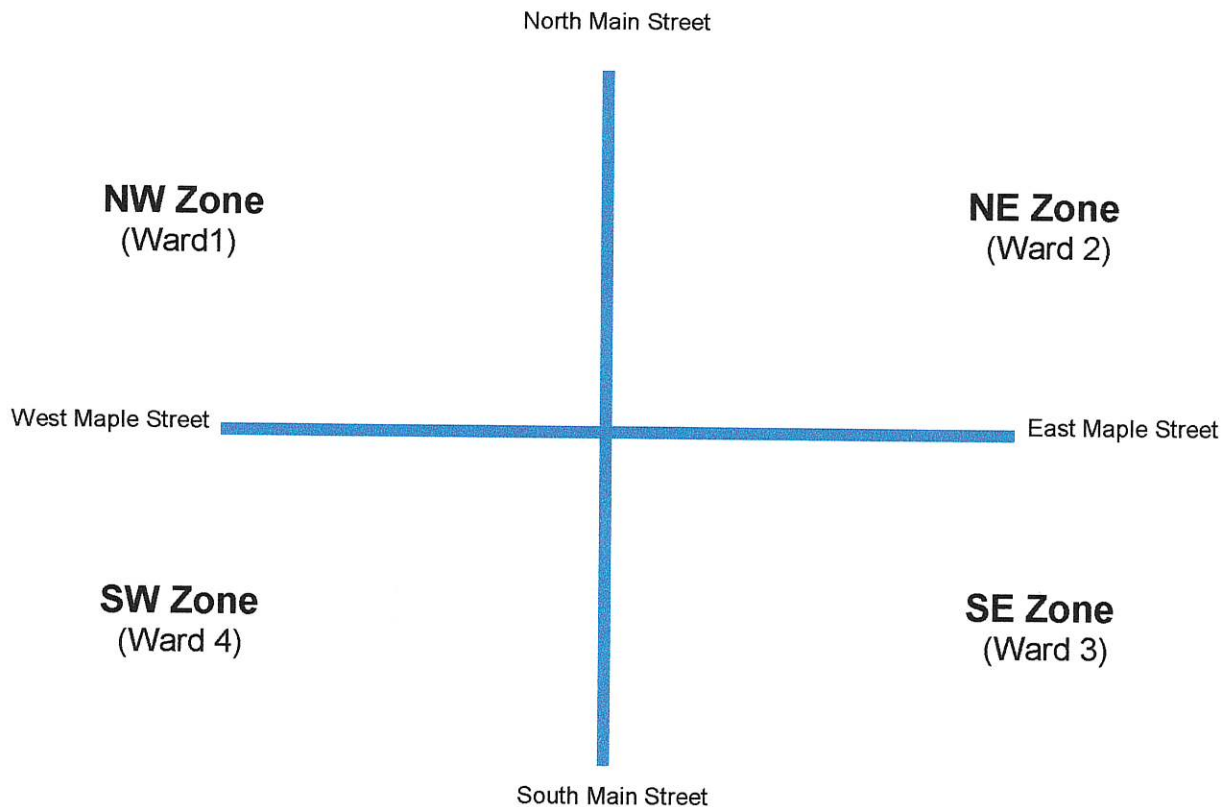 North Main Street
NW Zone
(Ward1)
NE Zone
(Ward 2)
West Maple Street
East Maple Street
SW Zone
(Ward 4)
SE Zone
(Ward 3)
South Main Street